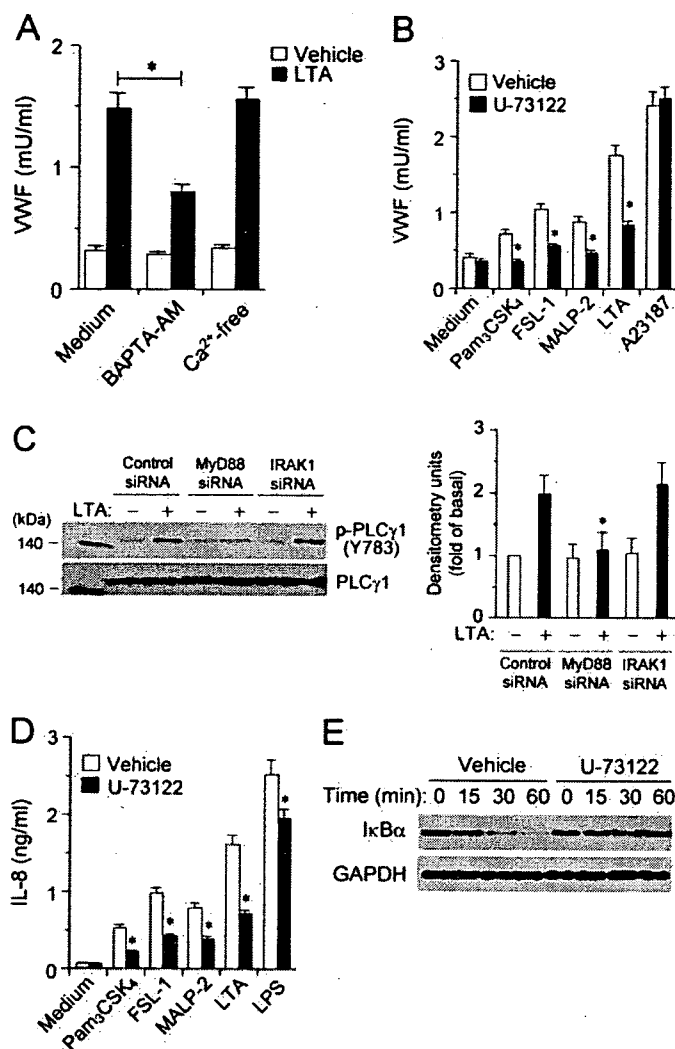 A
2
1
0
VWF (mU/ml)
Vehicle
LTA
*
Medium
BAPTA-AM
Ca²⁺-free
B
3
2
1
0
VWF (mU/ml)
Vehicle
U-73122
* * * *
Medium
Pam₃CSK₄
FSL-1
MALP-2
LTA
A23187
C
Control siRNA
MyD88 siRNA
IRAK1 siRNA
LTA: − + − + − +
(kDa)
140 –
p-PLCγ1 (Y783)
140 –
PLCγ1
3
2
1
0
Densitometry units (fold of basal)
*
LTA: − + − + − +
Control siRNA
MyD88 siRNA
IRAK1 siRNA
D
3
2
1
0
IL-8 (ng/ml)
Vehicle
U-73122
* * * * *
Medium
Pam₃CSK₄
FSL-1
MALP-2
LTA
LPS
E
Vehicle
U-73122
Time (min): 0 15 30 60 0 15 30 60
IκBα
GAPDH